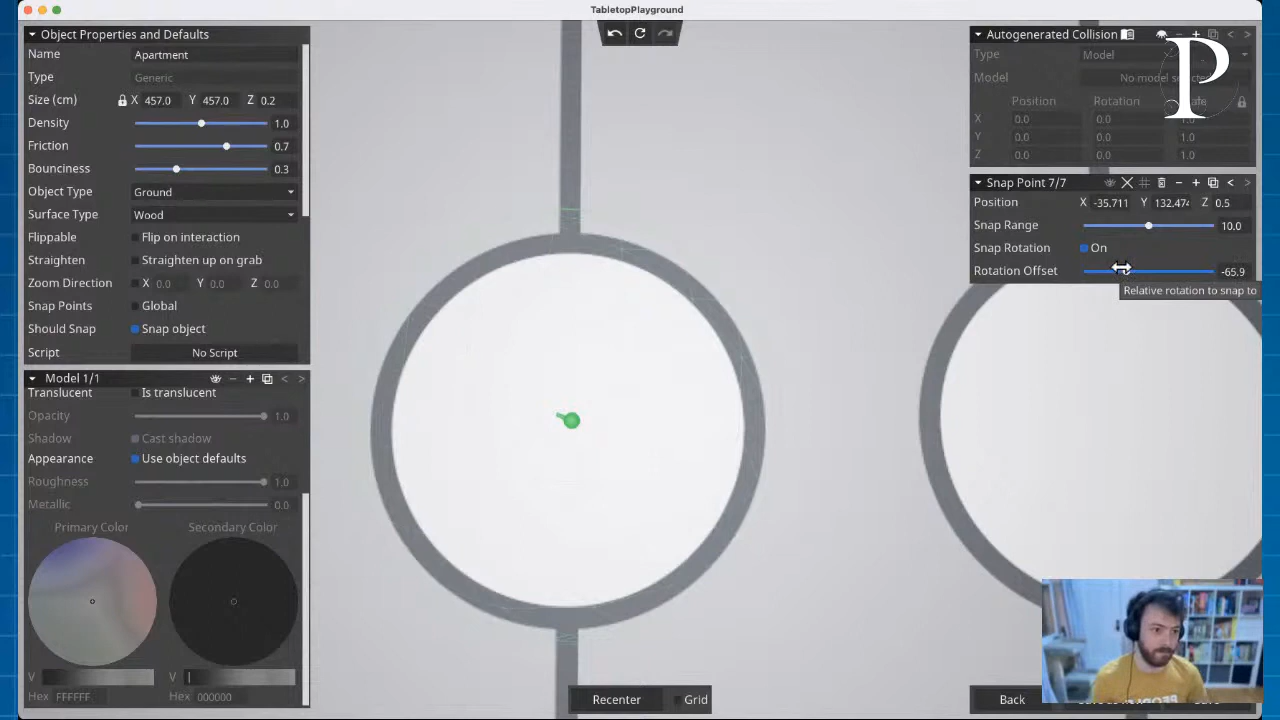 TabletopPlayground
Object Properties and Defaults
Name Apartment
Type Generic
Size (cm) X 457.0 Y 457.0 Z 0.2
Density 1.0
Friction 0.7
Bounciness 0.3
Object Type Ground
Surface Type Wood
Flippable Flip on interaction
Straighten Straighten up on grab
Zoom Direction X 0.0 Y 0.0 Z 0.0
Snap Points Global
Should Snap Snap object
Script No Script
Model 1/1
Translucent Is translucent
Opacity 1.0
Shadow Cast shadow
Appearance Use object defaults
Roughness 1.0
Metallic 0.0
Primary Color Secondary Color
V V
Hex FFFFFF Hex 000000
Recenter Grid
Autogenerated Collision
Type Model
Model No model selected
P
Position Rotation
X 0.0 0.0
Y 0.0 0.0 1.0
Z 0.0 0.0 1.0
Snap Point 7/7
Position X -35.711 Y 132.474 Z 0.5
Snap Range 10.0
Snap Rotation On
Rotation Offset -65.9
Relative rotation to snap to
Back